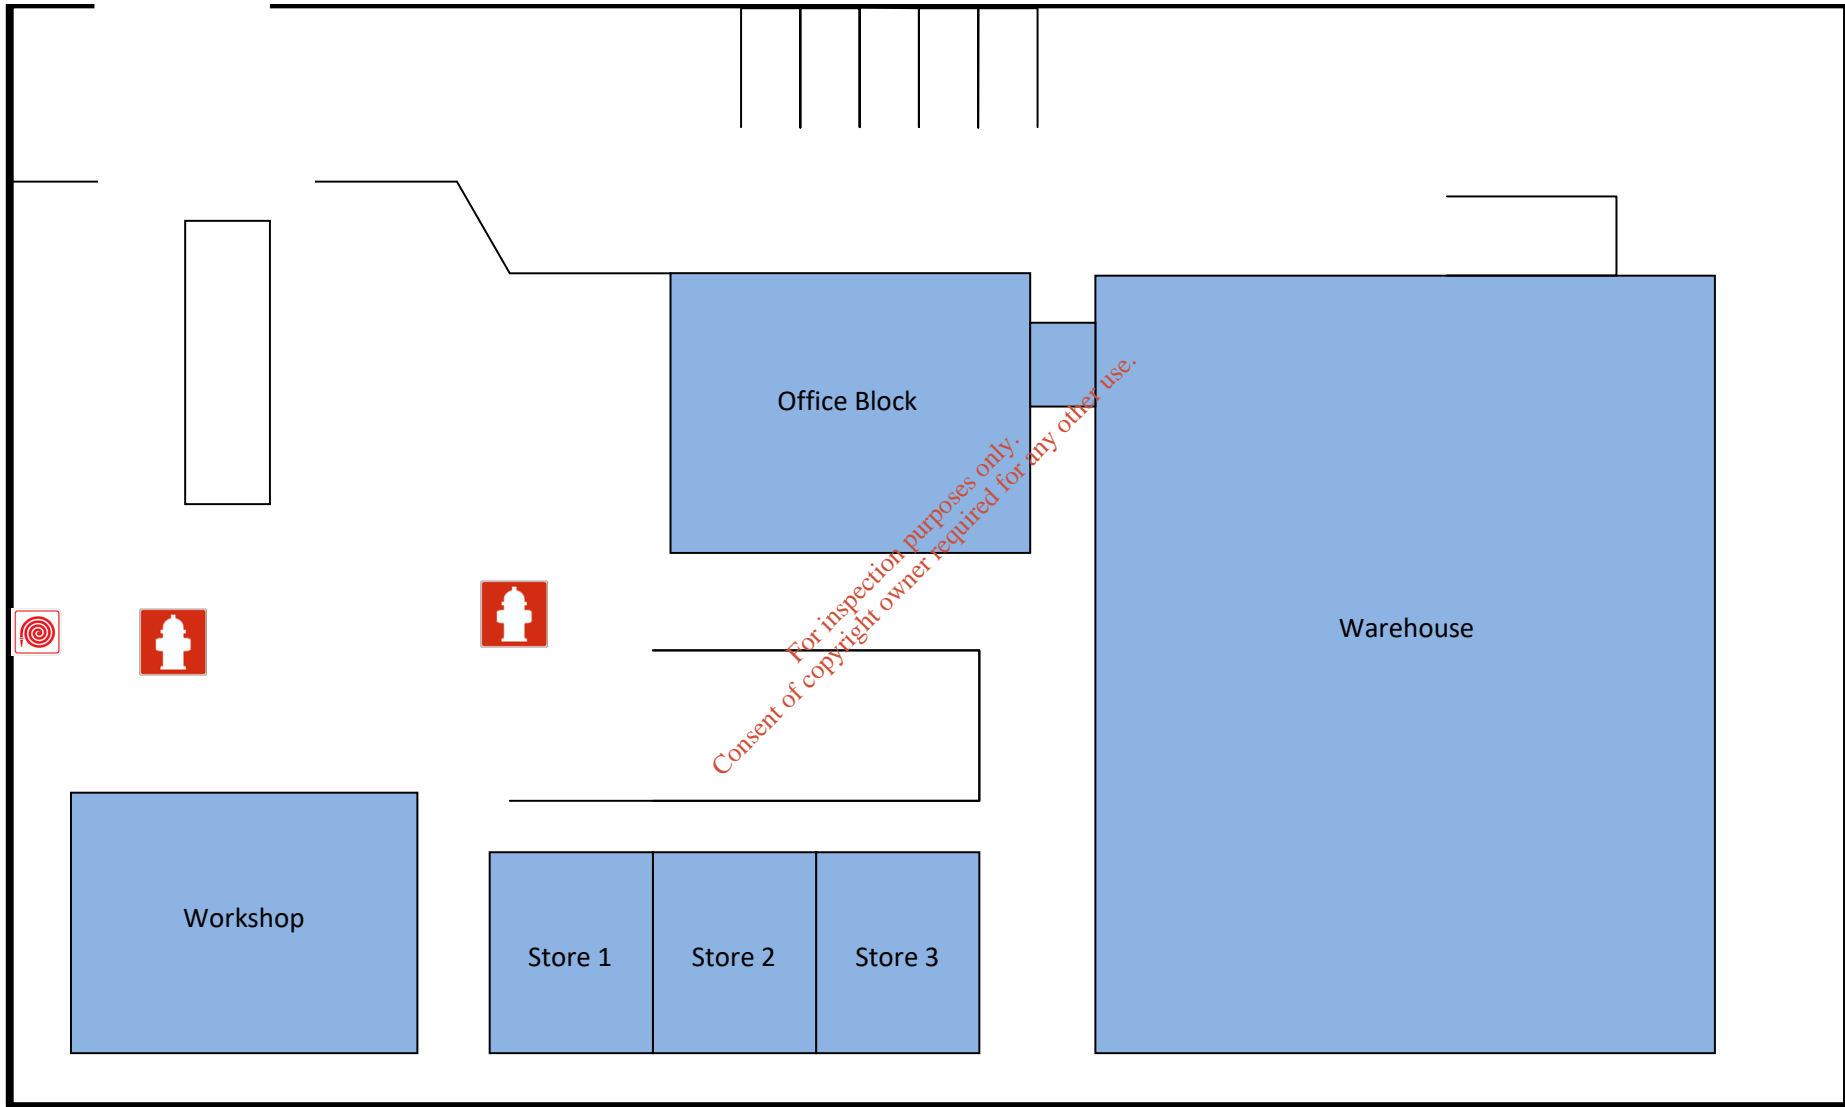 Office Block
For inspection purposes only.
Consent of copyright owner required for any other use.
Warehouse
Workshop
Store 1
Store 2
Store 3